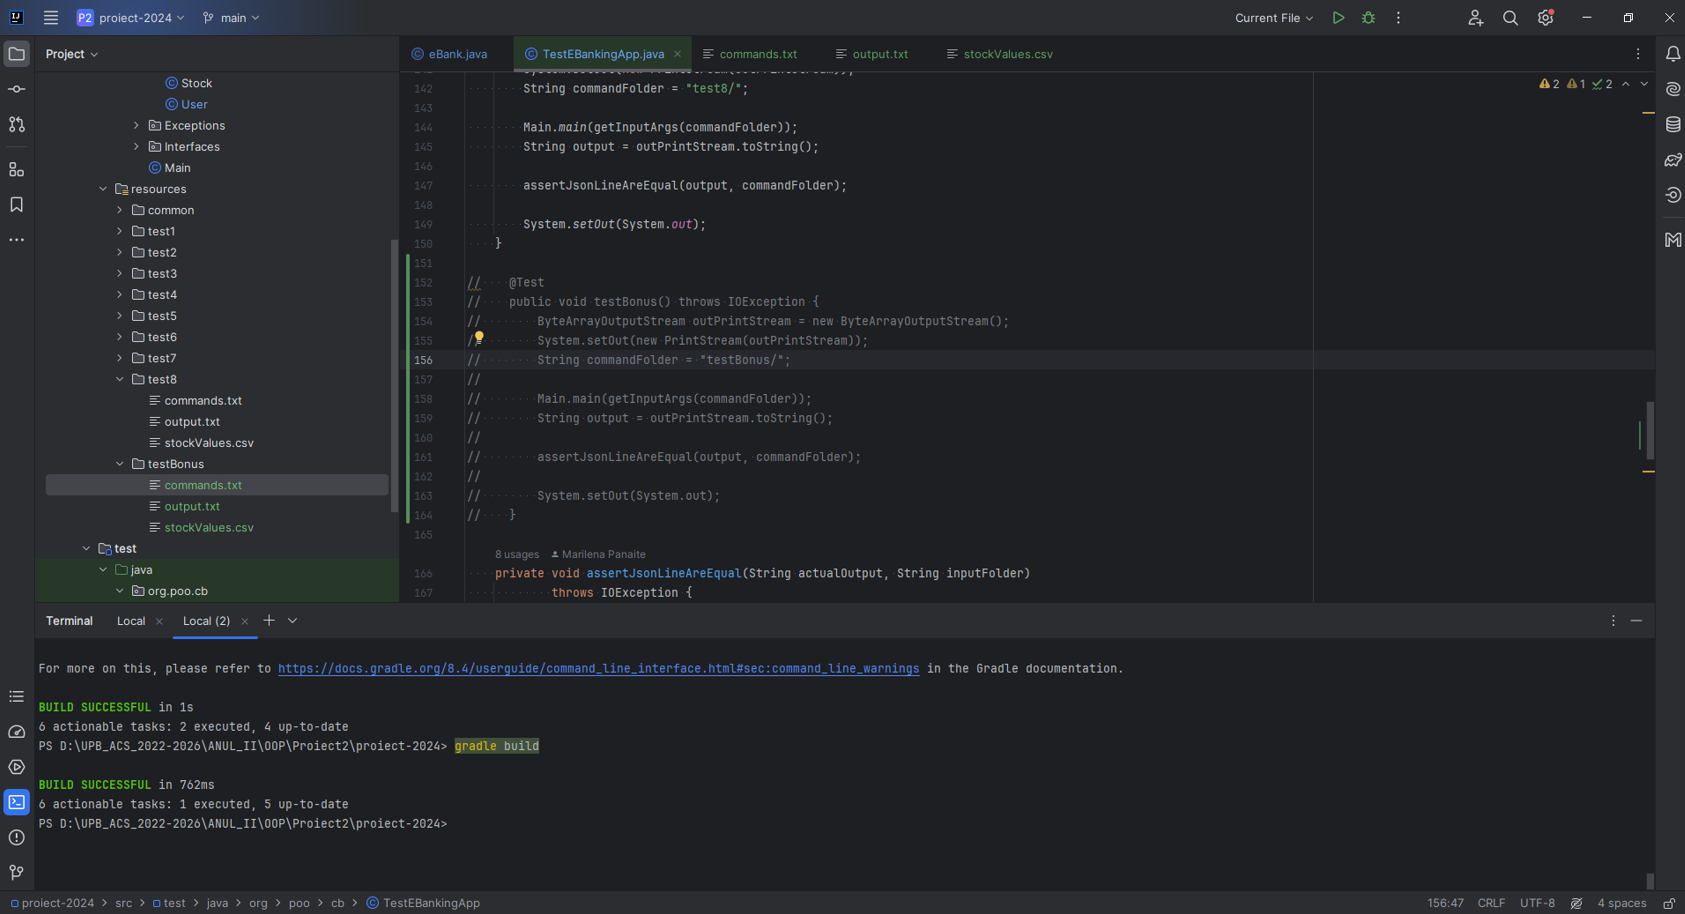 P2 proiect-2024
main
Current File
Project
Stock
User
Exceptions
Interfaces
Main
resources
common
test1
test2
test3
test4
test5
test6
test7
test8
commands.txt
output.txt
stockValues.csv
testBonus
commands.txt
output.txt
stockValues.csv
test
java
org.poo.cb
eBank.java
TestEBankingApp.java
commands.txt
output.txt
stockValues.csv
2 1 2
142 String commandFolder = "test8/";
143
144 Main.main(getInputArgs(commandFolder));
145 String output = outPrintStream.toString();
146
147 assertJsonLineAreEqual(output, commandFolder);
148
149 System.setOut(System.out);
150 }
151
152 // @Test
153 // public void testBonus() throws IOException {
154 // ByteArrayOutputStream outPrintStream = new ByteArrayOutputStream();
155 // System.setOut(new PrintStream(outPrintStream));
156 // String commandFolder = "testBonus/";
157 //
158 // Main.main(getInputArgs(commandFolder));
159 // String output = outPrintStream.toString();
160 //
161 // assertJsonLineAreEqual(output, commandFolder);
162 //
163 // System.setOut(System.out);
164 // }
165
8 usages Marilena Panaite
166 private void assertJsonLineAreEqual(String actualOutput, String inputFolder)
167 throws IOException {
Terminal Local Local (2)
For more on this, please refer to https://docs.gradle.org/8.4/userguide/command_line_interface.html#sec:command_line_warnings in the Gradle documentation.
BUILD SUCCESSFUL in 1s
6 actionable tasks: 2 executed, 4 up-to-date
PS D:\UPB_ACS_2022-2026\ANUL_II\OOP\Proiect2\proiect-2024> gradle build
BUILD SUCCESSFUL in 762ms
6 actionable tasks: 1 executed, 5 up-to-date
PS D:\UPB_ACS_2022-2026\ANUL_II\OOP\Proiect2\proiect-2024>
proiect-2024 > src > test > java > org > poo > cb > TestEBankingApp
156:47 CRLF UTF-8 4 spaces